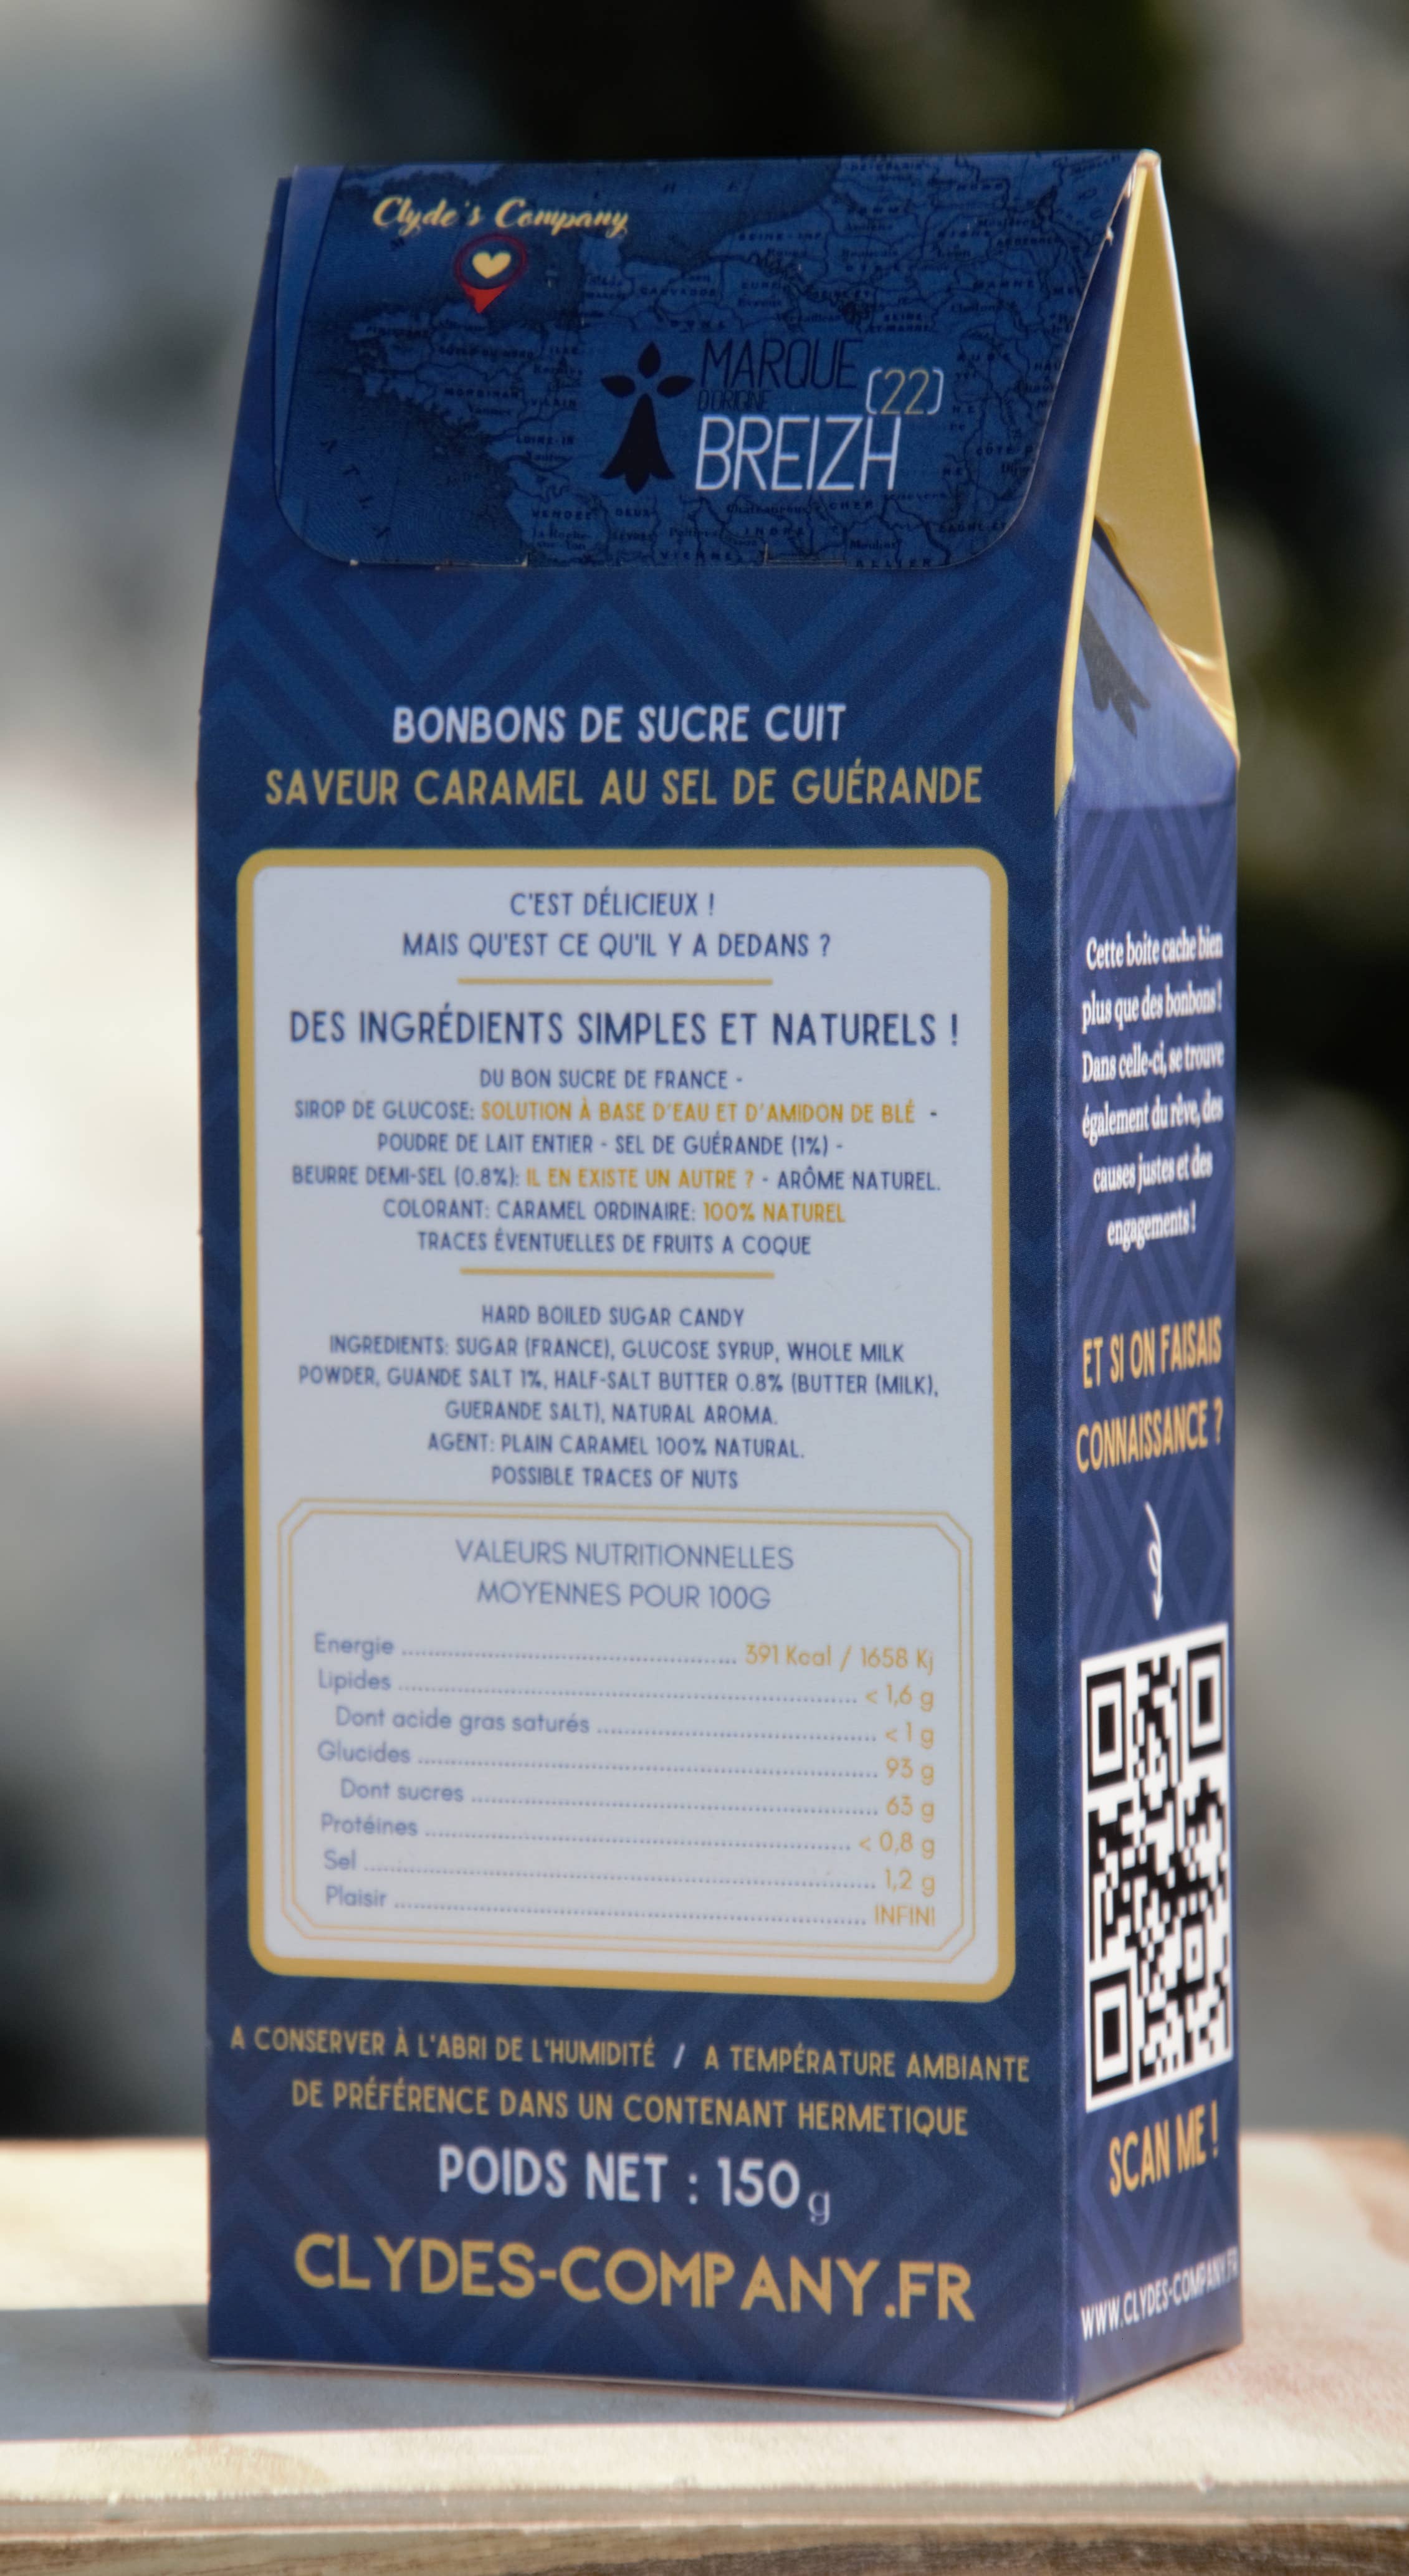 Clyde's Company
MARQUE
D'ORIGINE
(22)
BREIZH
BONBONS DE SUCRE CUIT
SAVEUR CARAMEL AU SEL DE GUÉRANDE
C'EST DÉLICIEUX !
MAIS QU'EST CE QU'IL Y A DEDANS ?
DES INGRÉDIENTS SIMPLES ET NATURELS !
DU BON SUCRE DE FRANCE -
SIROP DE GLUCOSE: SOLUTION À BASE D'EAU ET D'AMIDON DE BLÉ -
POUDRE DE LAIT ENTIER - SEL DE GUÉRANDE (1%) -
BEURRE DEMI-SEL (0.8%): IL EN EXISTE UN AUTRE ? - ARÔME NATUREL.
COLORANT: CARAMEL ORDINAIRE: 100% NATUREL
TRACES ÉVENTUELLES DE FRUITS A COQUE
HARD BOILED SUGAR CANDY
INGREDIENTS: SUGAR (FRANCE), GLUCOSE SYRUP, WHOLE MILK
POWDER, GUANDE SALT 1%, HALF-SALT BUTTER 0.8% (BUTTER (MILK),
GUERANDE SALT), NATURAL AROMA.
AGENT: PLAIN CARAMEL 100% NATURAL.
POSSIBLE TRACES OF NUTS
VALEURS NUTRITIONNELLES
MOYENNES POUR 100G
Energie ........ 391 Kcal / 1658 Kj
Lipides ........ < 1,6 g
Dont acide gras saturés ........ < 1 g
Glucides ........ 93 g
Dont sucres ........ 63 g
Protéines ........ < 0,8 g
Sel ........ 1,2 g
Plaisir ........ INFINI
A CONSERVER À L'ABRI DE L'HUMIDITÉ / A TEMPÉRATURE AMBIANTE
DE PRÉFÉRENCE DANS UN CONTENANT HERMETIQUE
POIDS NET : 150 g
CLYDES-COMPANY.FR
Cette boite cache bien
plus que des bonbons !
Dans celle-ci, se trouve
également du rêve, des
causes justes et des
engagements !
ET SI ON FAISAIS
CONNAISSANCE ?
SCAN ME !
WWW.CLYDES-COMPANY.FR